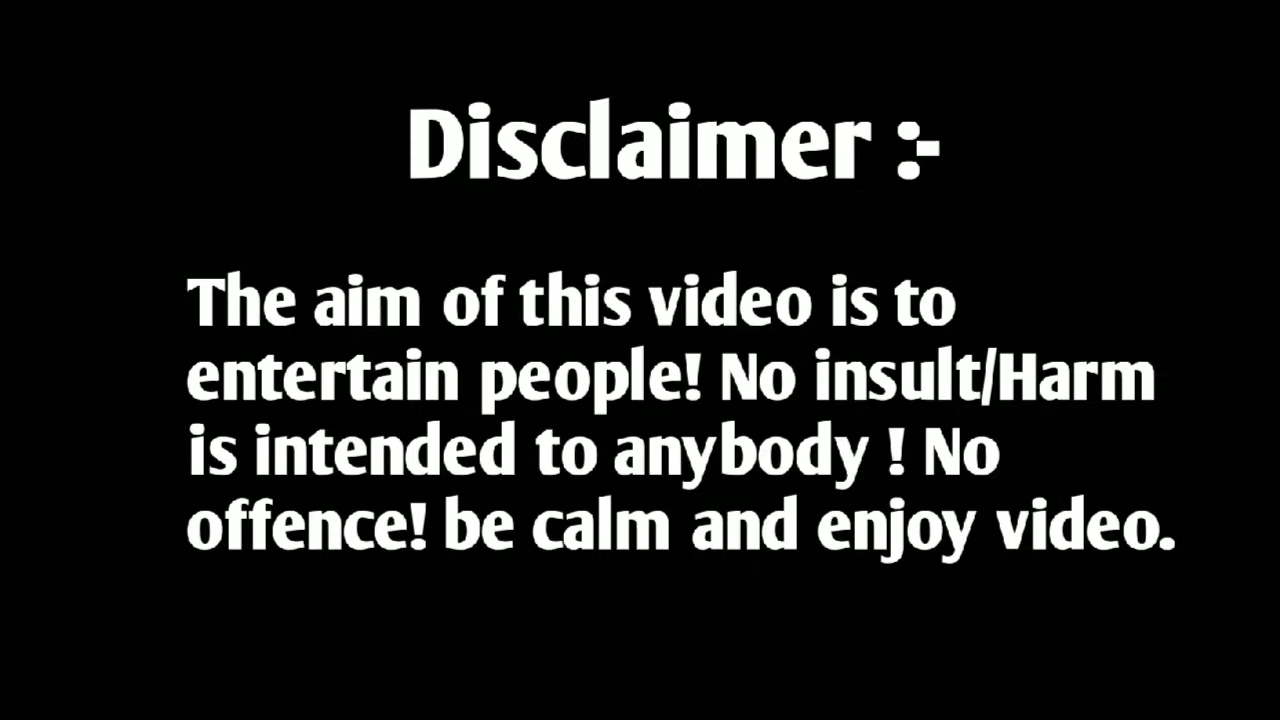 Disclaimer :-
The aim of this video is to
entertain people! No insult/Harm
is intended to anybody ! No
offence! be calm and enjoy video.